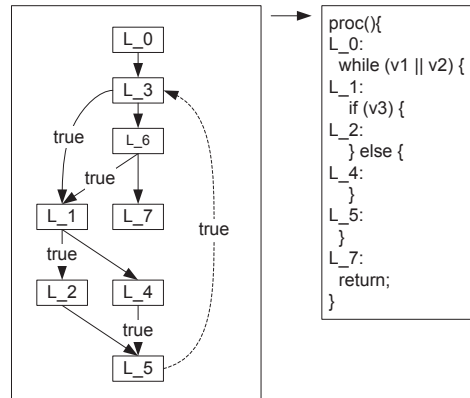 L_0
L_3
L_6
true
true
L_1
L_7
true
true
L_2
L_4
true
L_5
proc(){
L_0:
while (v1 || v2) {
L_1:
if (v3) {
L_2:
} else {
L_4:
}
L_5:
}
L_7:
return;
}